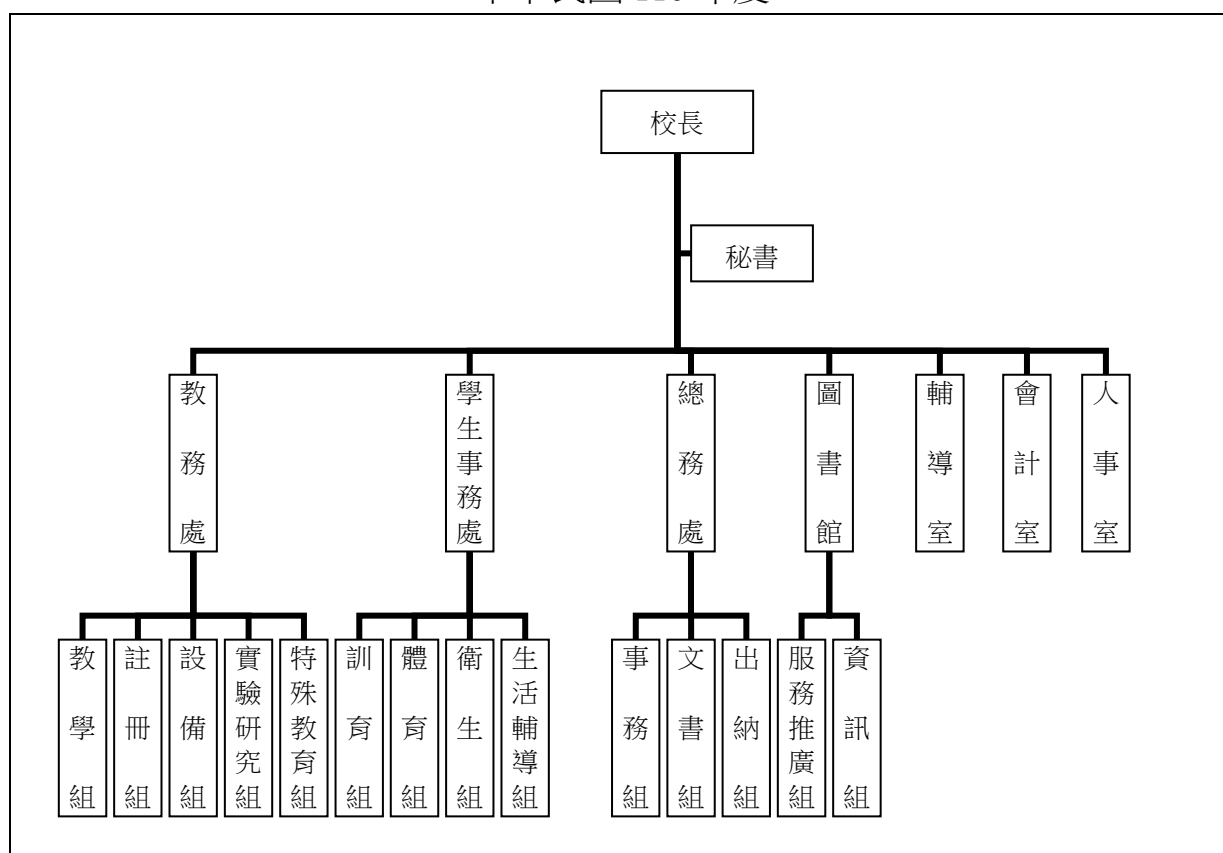 校長
秘書
教務處
學生事務處
總務處
圖書館
輔導室
會計室
人事室
教學組
註冊組
設備組
實驗研究組
特殊教育組
訓育組
體育組
衛生組
生活輔導組
事務組
文書組
出納組
服務推廣組
資訊組